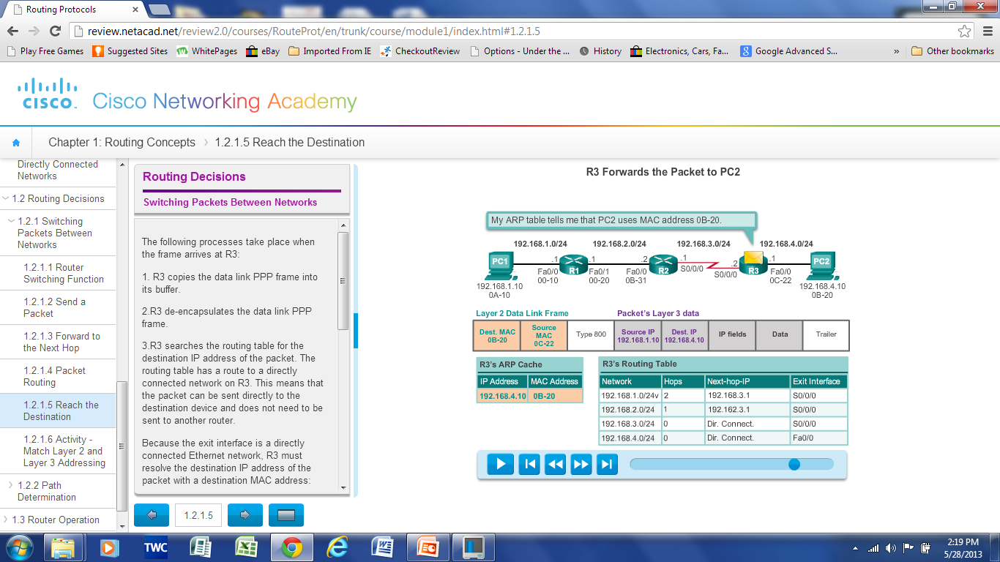 Routing Protocols
review.netacad.net/review2.0/courses/RouteProt/en/trunk/course/module1/index.html#1.2.1.5
Play Free Games
Suggested Sites
WhitePages
eBay
Imported From IE
CheckoutReview
Options - Under the ...
History
Electronics, Cars, Fa...
Google Advanced S...
»
Other bookmarks
CISCO.
Cisco Networking Academy
Chapter 1: Routing Concepts
1.2.1.5 Reach the Destination
Directly Connected
Networks
1.2 Routing Decisions
1.2.1 Switching
Packets Between
Networks
1.2.1.1 Router
Switching Function
1.2.1.2 Send a
Packet
1.2.1.3 Forward to
the Next Hop
1.2.1.4 Packet
Routing
1.2.1.5 Reach the
Destination
1.2.1.6 Activity -
Match Layer 2 and
Layer 3 Addressing
1.2.2 Path
Determination
1.3 Router Operation
Routing Decisions
Switching Packets Between Networks
The following processes take place when
the frame arrives at R3:
1. R3 copies the data link PPP frame into
its buffer.
2.R3 de-encapsulates the data link PPP
frame.
3.R3 searches the routing table for the
destination IP address of the packet. The
routing table has a route to a directly
connected network on R3. This means that
the packet can be sent directly to the
destination device and does not need to be
sent to another router.
Because the exit interface is a directly
connected Ethernet network, R3 must
resolve the destination IP address of the
packet with a destination MAC address:
1.2.1.5
R3 Forwards the Packet to PC2
My ARP table tells me that PC2 uses MAC address 0B-20.
192.168.1.0/24 192.168.2.0/24 192.168.3.0/24 192.168.4.0/24
PC1 .1 R1 .1 .2 R2 .1 S0/0/0 .2 S0/0/0 R3 .1 PC2
Fa0/0 Fa0/1 Fa0/0 Fa0/0
00-10 00-20 0B-31 0C-22
192.168.1.10 192.168.4.10
0A-10 0B-20
Layer 2 Data Link Frame Packet's Layer 3 data
Dest. MAC
0B-20
Source
MAC
0C-22
Type 800
Source IP
192.168.1.10
Dest. IP
192.168.4.10
IP fields
Data
Trailer
R3's ARP Cache
IP Address MAC Address
192.168.4.10 0B-20
R3's Routing Table
Network Hops Next-hop-IP Exit Interface
192.168.1.0/24v 2 192.168.3.1 S0/0/0
192.168.2.0/24 1 192.162.3.1 S0/0/0
192.168.3.0/24 0 Dir. Connect. S0/0/0
192.168.4.0/24 0 Dir. Connect. Fa0/0
TWC
2:19 PM
5/28/2013